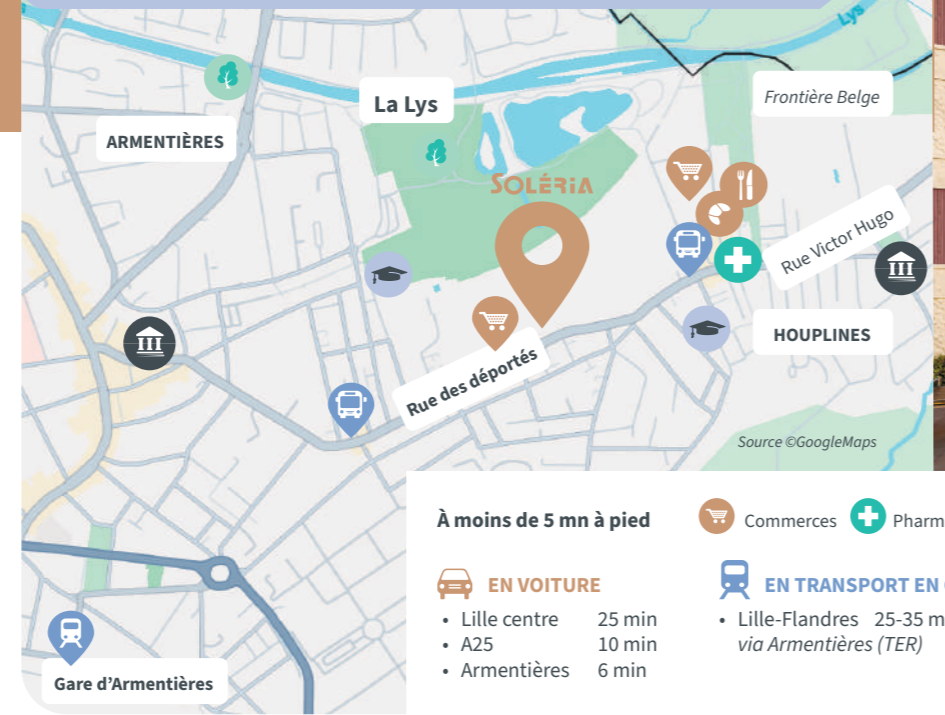 Lys
La Lys
Frontière Belge
ARMENTIÈRES
SOLÉRIA
Rue Victor Hugo
HOUPLINES
Rue des déportés
Source ©GoogleMaps
À moins de 5 mn à pied
Commerces
Pharm
EN VOITURE
• Lille centre 25 min
• A25 10 min
• Armentières 6 min
EN TRANSPORT EN
• Lille-Flandres 25-35 m
via Armentières (TER)
Gare d'Armentières